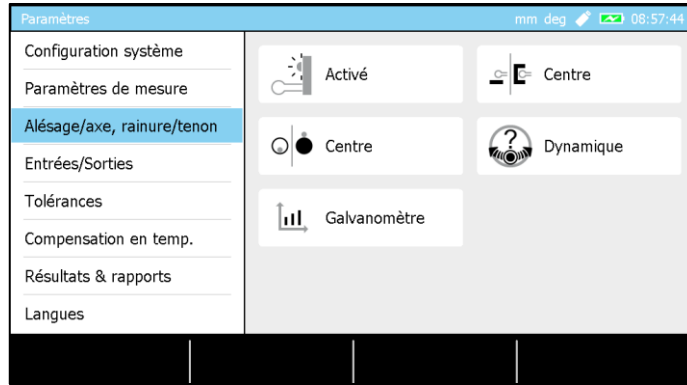 Paramètres
mm deg 08:57:44
Configuration système
Paramètres de mesure
Alésage/axe, rainure/tenon
Entrées/Sorties
Tolérances
Compensation en temp.
Résultats & rapports
Langues
Activé
Centre
Centre
? Dynamique
Galvanomètre